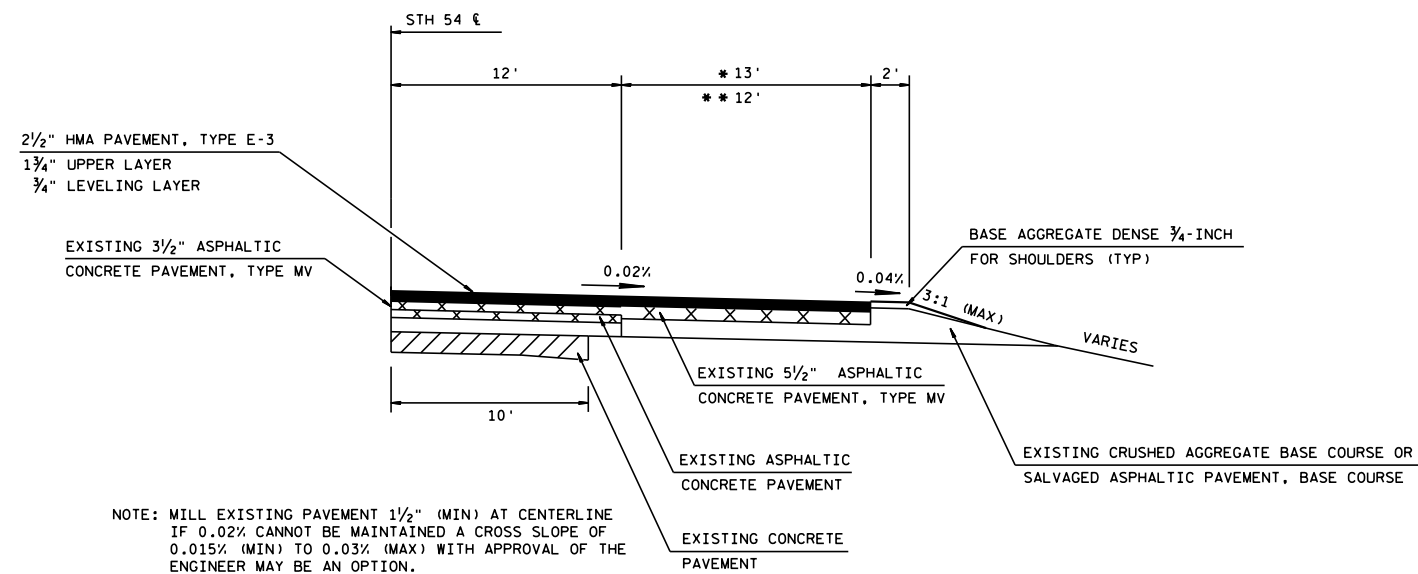 STH 54 ℄
12'
* 13'
2'
* * 12'
2½" HMA PAVEMENT, TYPE E-3
1¾" UPPER LAYER
¾" LEVELING LAYER
EXISTING 3½" ASPHALTIC
CONCRETE PAVEMENT, TYPE MV
0.02%
0.04%
BASE AGGREGATE DENSE ¾-INCH
FOR SHOULDERS (TYP)
3:1 (MAX)
VARIES
EXISTING 5½" ASPHALTIC
CONCRETE PAVEMENT, TYPE MV
10'
EXISTING ASPHALTIC
CONCRETE PAVEMENT
EXISTING CRUSHED AGGREGATE BASE COURSE OR
SALVAGED ASPHALTIC PAVEMENT, BASE COURSE
NOTE: MILL EXISTING PAVEMENT 1½" (MIN) AT CENTERLINE
IF 0.02% CANNOT BE MAINTAINED A CROSS SLOPE OF
0.015% (MIN) TO 0.03% (MAX) WITH APPROVAL OF THE
ENGINEER MAY BE AN OPTION.
EXISTING CONCRETE
PAVEMENT